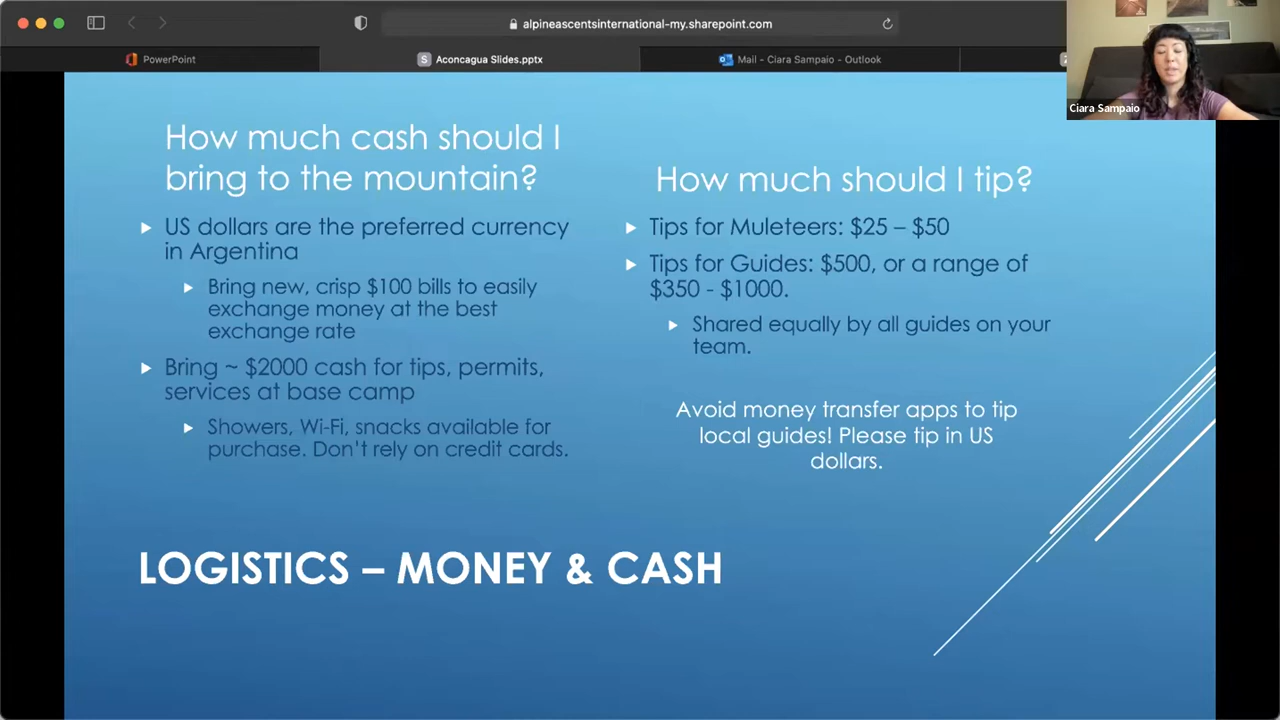 alpineascentsinternational-my.sharepoint.com
PowerPoint
S Aconcagua Slides.pptx
Mail - Ciara Sampaio - Outlook
Ciara Sampaio
How much cash should I
bring to the mountain?
US dollars are the preferred currency
in Argentina
Bring new, crisp $100 bills to easily
exchange money at the best
exchange rate
Bring ~ $2000 cash for tips, permits,
services at base camp
Showers, Wi-Fi, snacks available for
purchase. Don't rely on credit cards.
How much should I tip?
Tips for Muleteers: $25 – $50
Tips for Guides: $500, or a range of
$350 - $1000.
Shared equally by all guides on your
team.
Avoid money transfer apps to tip
local guides! Please tip in US
dollars.
LOGISTICS – MONEY & CASH